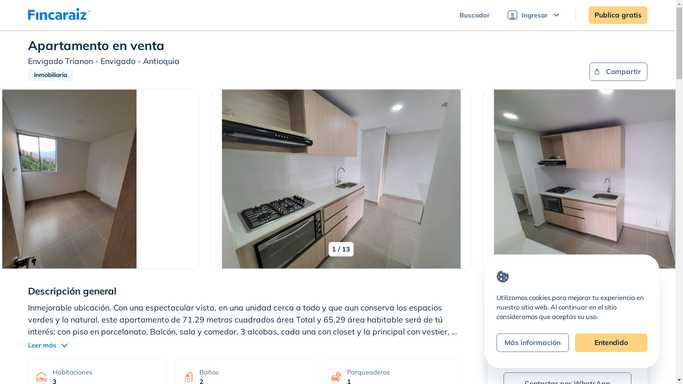 Fincaraiz
Buscador
Ingresar
Publica gratis
Apartamento en venta
Envigado Trianon - Envigado - Antioquia
Inmobiliaria
Compartir
1 / 13
Descripción general
Inmejorable ubicación. Con una espectacular vista, en una unidad cerca a todo y que aun conserva los espacios
verdes y lo natural, este apartamento de 71.29 metros cuadrados área Total y 65,29 área habitable será de tú
interés: con piso en porcelanato, Balcón, sala y comedor, 3 alcobas, cada una con closet y la principal con vestier, ...
Leer más
Habitaciones
3
Baños
2
Parqueaderos
1
Utilizamos cookies para mejorar tu experiencia en
nuestro sitio web. Al continuar en el sitio
consideramos que aceptas su uso.
Más información
Entendido
Contactar por WhatsApp